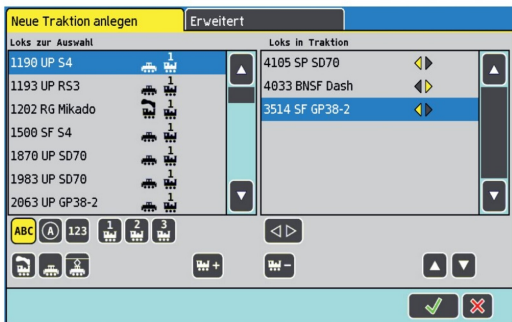 Neue Traktion anlegen
Erweitert
Loks zur Auswahl
1190 UP S4 1
1193 UP RS3 1
1202 RG Mikado 1
1500 SF S4 1
1870 UP SD70 1
1983 UP SD70 1
2063 UP GP38-2 1
Loks in Traktion
4105 SP SD70
4033 BNSF Dash
3514 SF GP38-2
ABC A 123 1 2 3
+ −